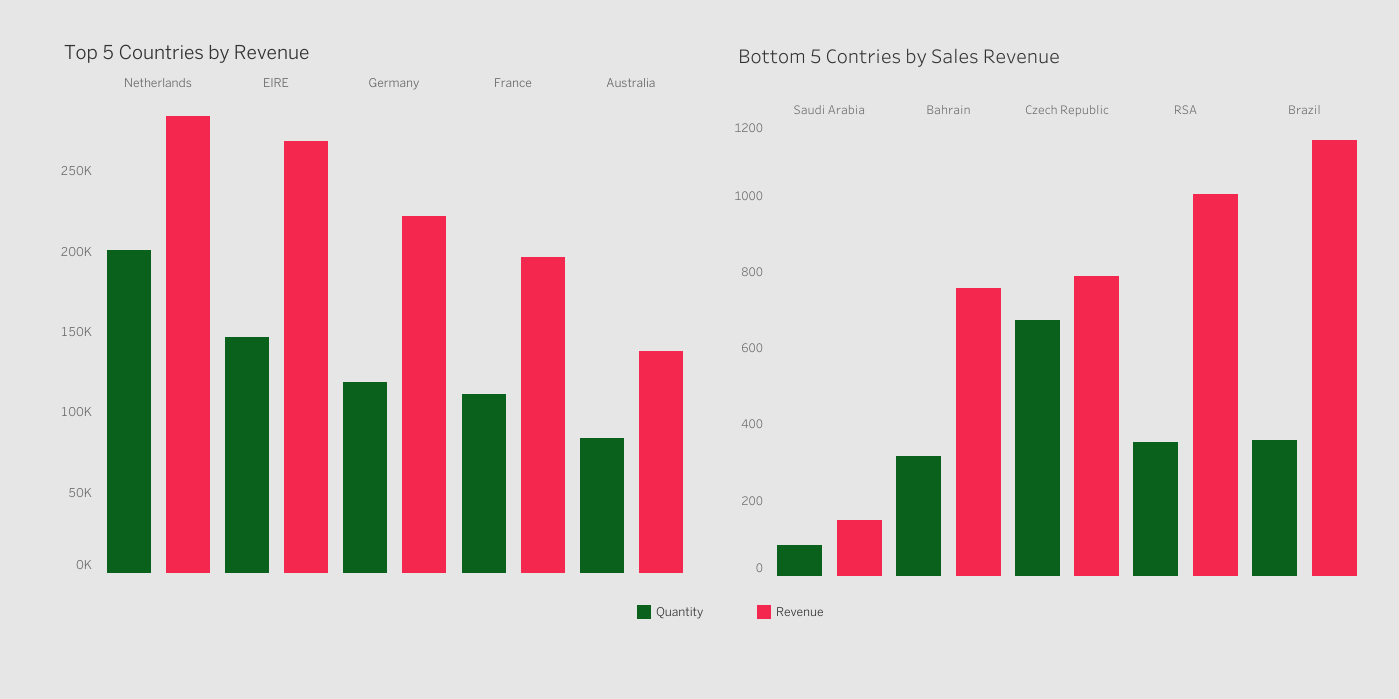 Top 5 Countries by Revenue
Netherlands EIRE Germany France Australia
250K
200K
150K
100K
50K
0K
Bottom 5 Contries by Sales Revenue
Saudi Arabia Bahrain Czech Republic RSA Brazil
1200
1000
800
600
400
200
0
Quantity Revenue